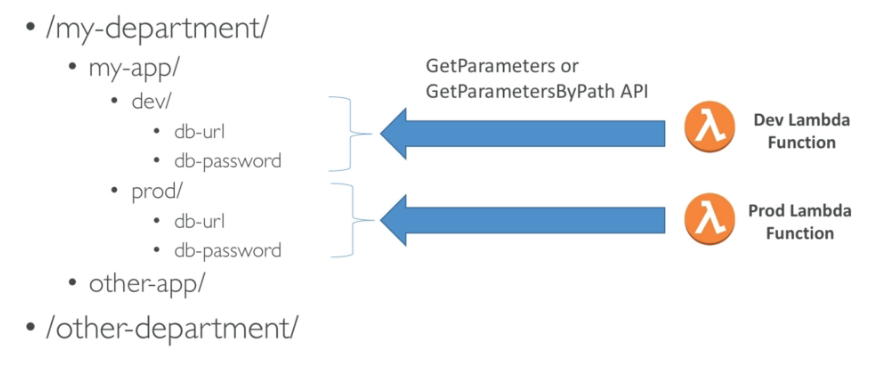 • /my-department/
• my-app/
• dev/
• db-url
• db-password
• prod/
• db-url
• db-password
• other-app/
• /other-department/
GetParameters or
GetParametersByPath API
Dev Lambda
Function
Prod Lambda
Function